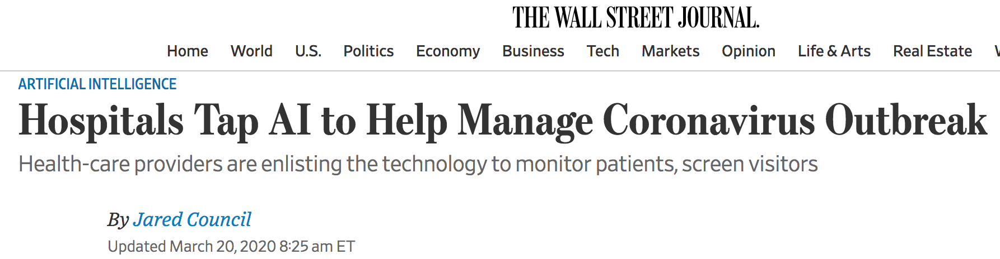 THE WALL STREET JOURNAL.
Home World U.S. Politics Economy Business Tech Markets Opinion Life & Arts Real Estate
ARTIFICIAL INTELLIGENCE
Hospitals Tap AI to Help Manage Coronavirus Outbreak
Health-care providers are enlisting the technology to monitor patients, screen visitors
By Jared Council
Updated March 20, 2020 8:25 am ET